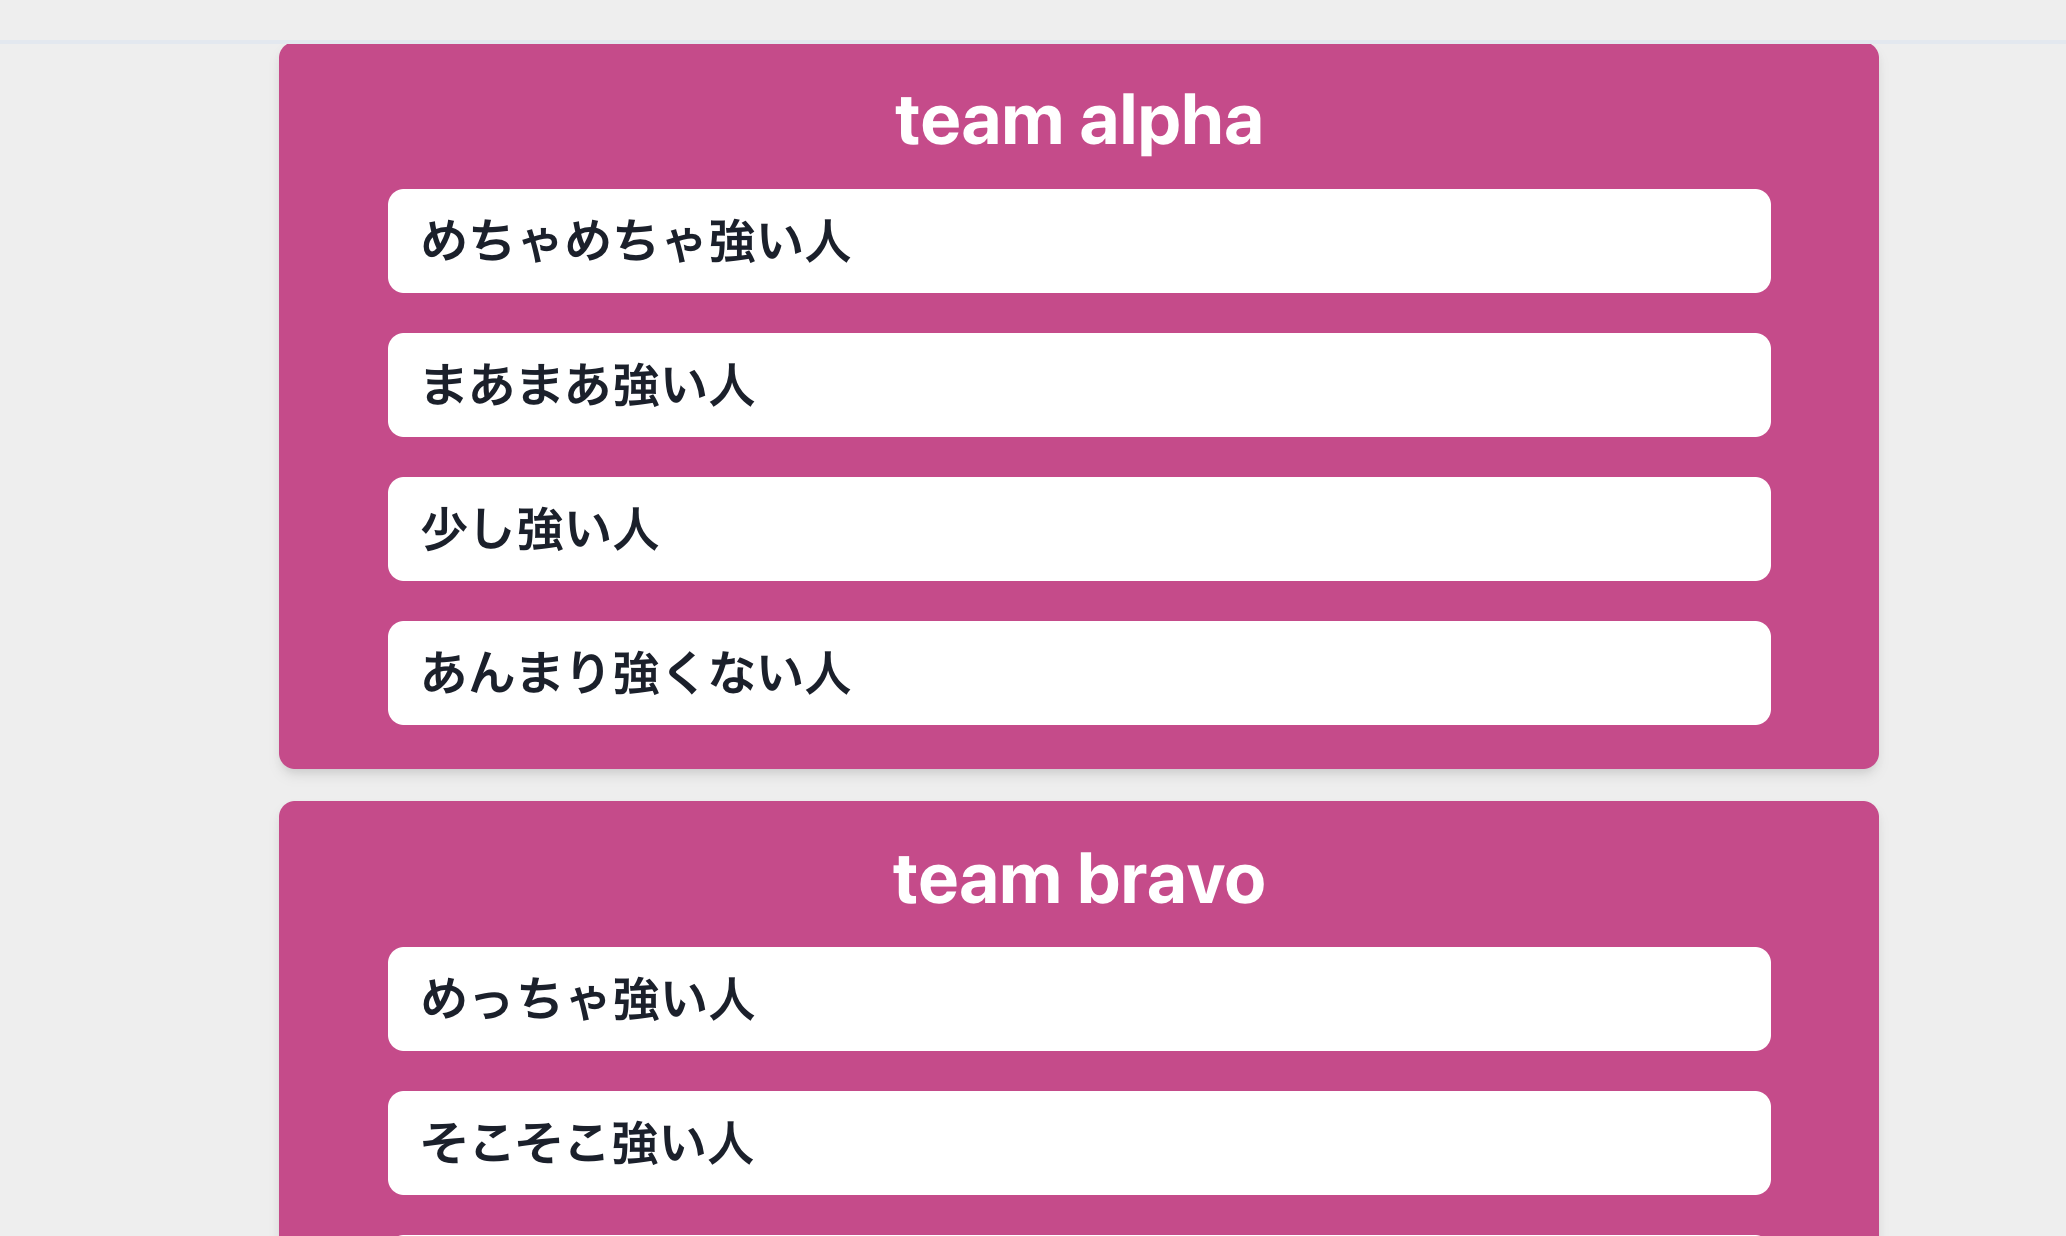 team alpha
めちゃめちゃ強い人
まあまあ強い人
少し強い人
あんまり強くない人
team bravo
めっちゃ強い人
そこそこ強い人